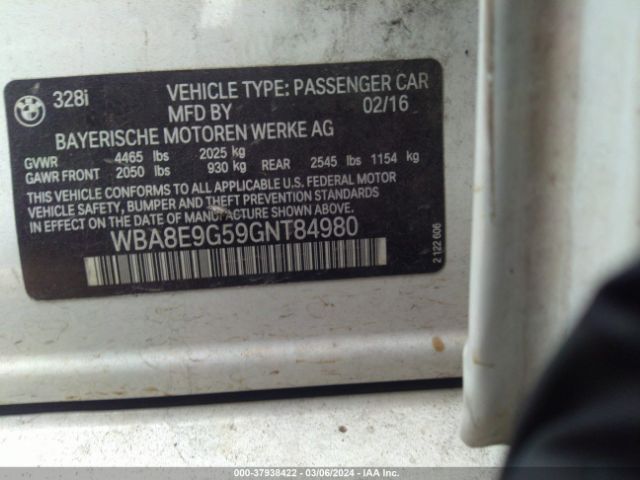 BMW
328i
VEHICLE TYPE: PASSENGER CAR
MFD BY 02/16
BAYERISCHE MOTOREN WERKE AG
GVWR 4465 lbs 2025 kg
GAWR FRONT 2050 lbs 930 kg REAR 2545 lbs 1154 kg
THIS VEHICLE CONFORMS TO ALL APPLICABLE U.S. FEDERAL MOTOR
VEHICLE SAFETY, BUMPER AND THEFT PREVENTION STANDARDS
IN EFFECT ON THE DATE OF MANUFACTURE SHOWN ABOVE.
WBA8E9G59GNT84980
2 122 606
000-37938422 - 03/06/2024 - IAA Inc.